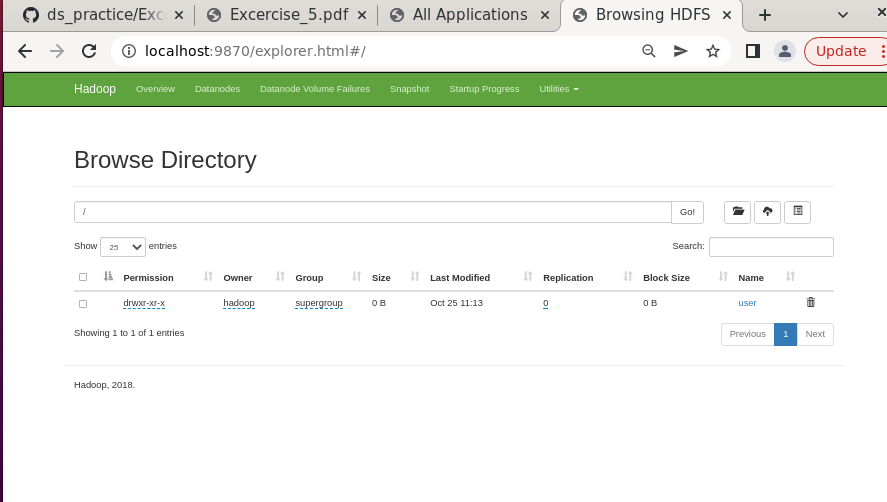 ds_practice/Exc
Excercise_5.pdf
All Applications
Browsing HDFS
localhost:9870/explorer.html#/
Update
Hadoop Overview Datanodes Datanode Volume Failures Snapshot Startup Progress Utilities
Browse Directory
/ Go!
Show 25 entries Search:
Permission Owner Group Size Last Modified Replication Block Size Name
drwxr-xr-x hadoop supergroup 0 B Oct 25 11:13 0 0 B user
Showing 1 to 1 of 1 entries Previous 1 Next
Hadoop, 2018.